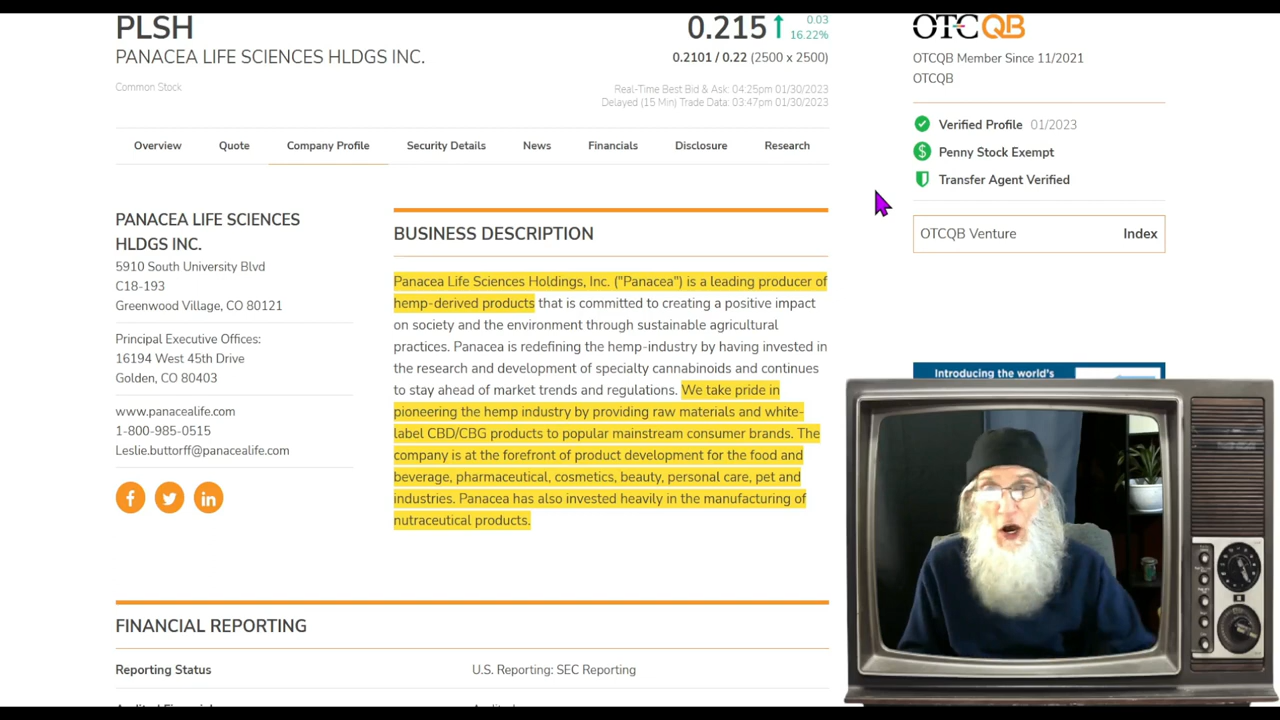 PLSH
PANACEA LIFE SCIENCES HLDGS INC.
Common Stock
0.215
0.03
16.22%
0.2101 / 0.22 (2500 x 2500)
Real-Time Best Bid & Ask: 04:25pm 01/30/2023
Delayed (15 Min) Trade Data: 03:47pm 01/30/2023
OTCQB
OTCQB Member Since 11/2021
OTCQB
Verified Profile 01/2023
Penny Stock Exempt
Transfer Agent Verified
OTCQB Venture Index
Overview Quote Company Profile Security Details News Financials Disclosure Research
PANACEA LIFE SCIENCES
HLDGS INC.
5910 South University Blvd
C18-193
Greenwood Village, CO 80121
Principal Executive Offices:
16194 West 45th Drive
Golden, CO 80403
www.panacealife.com
1-800-985-0515
Leslie.buttorff@panacealife.com
BUSINESS DESCRIPTION
Panacea Life Sciences Holdings, Inc. ("Panacea") is a leading producer of
hemp-derived products that is committed to creating a positive impact
on society and the environment through sustainable agricultural
practices. Panacea is redefining the hemp-industry by having invested in
the research and development of specialty cannabinoids and continues
to stay ahead of market trends and regulations. We take pride in
pioneering the hemp industry by providing raw materials and white-
label CBD/CBG products to popular mainstream consumer brands. The
company is at the forefront of product development for the food and
beverage, pharmaceutical, cosmetics, beauty, personal care, pet and
industries. Panacea has also invested heavily in the manufacturing of
nutraceutical products.
Introducing the world's
FINANCIAL REPORTING
Reporting Status U.S. Reporting: SEC Reporting